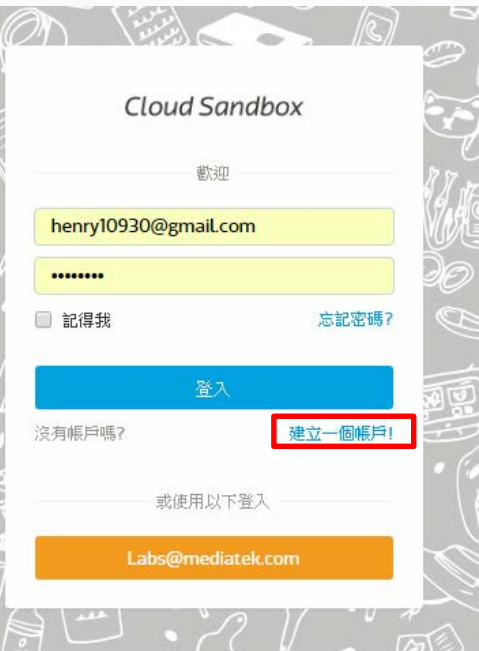 Cloud Sandbox
歡迎
henry10930@gmail.com
••••••••
記得我 忘記密碼?
登入
沒有帳戶嗎? 建立一個帳戶!
或使用以下登入
Labs@mediatek.com